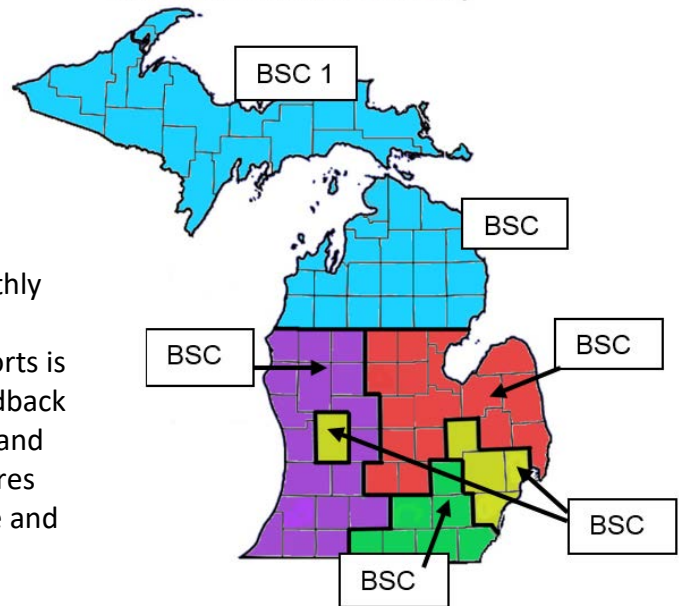 BSC 1
BSC
thly
orts is
dback
and
res
e and
BSC
BSC
BSC
BSC